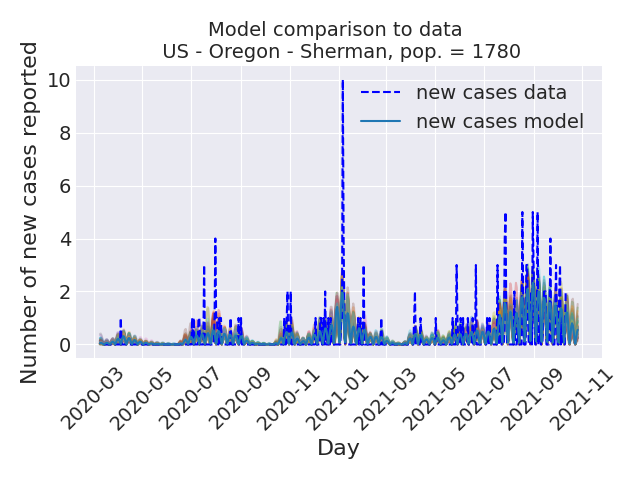 Model comparison to data
US - Oregon - Sherman, pop. = 1780
Number of new cases reported
10
8
6
4
2
0
new cases data
new cases model
2020-03
2020-05
2020-07
2020-09
2020-11
2021-01
2021-03
2021-05
2021-07
2021-09
2021-11
Day